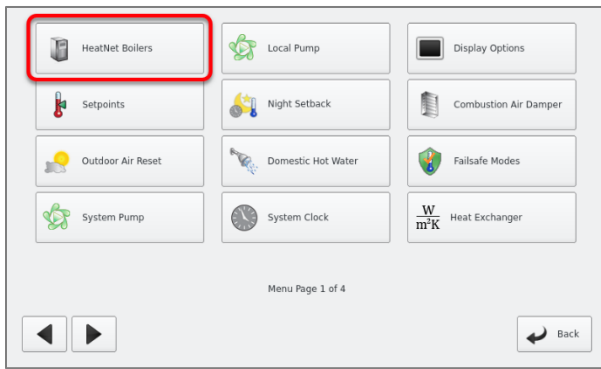 HeatNet Boilers
Local Pump
Display Options
Setpoints
Night Setback
Combustion Air Damper
Outdoor Air Reset
Domestic Hot Water
Failsafe Modes
System Pump
System Clock
W
m²K
Heat Exchanger
Menu Page 1 of 4
Back